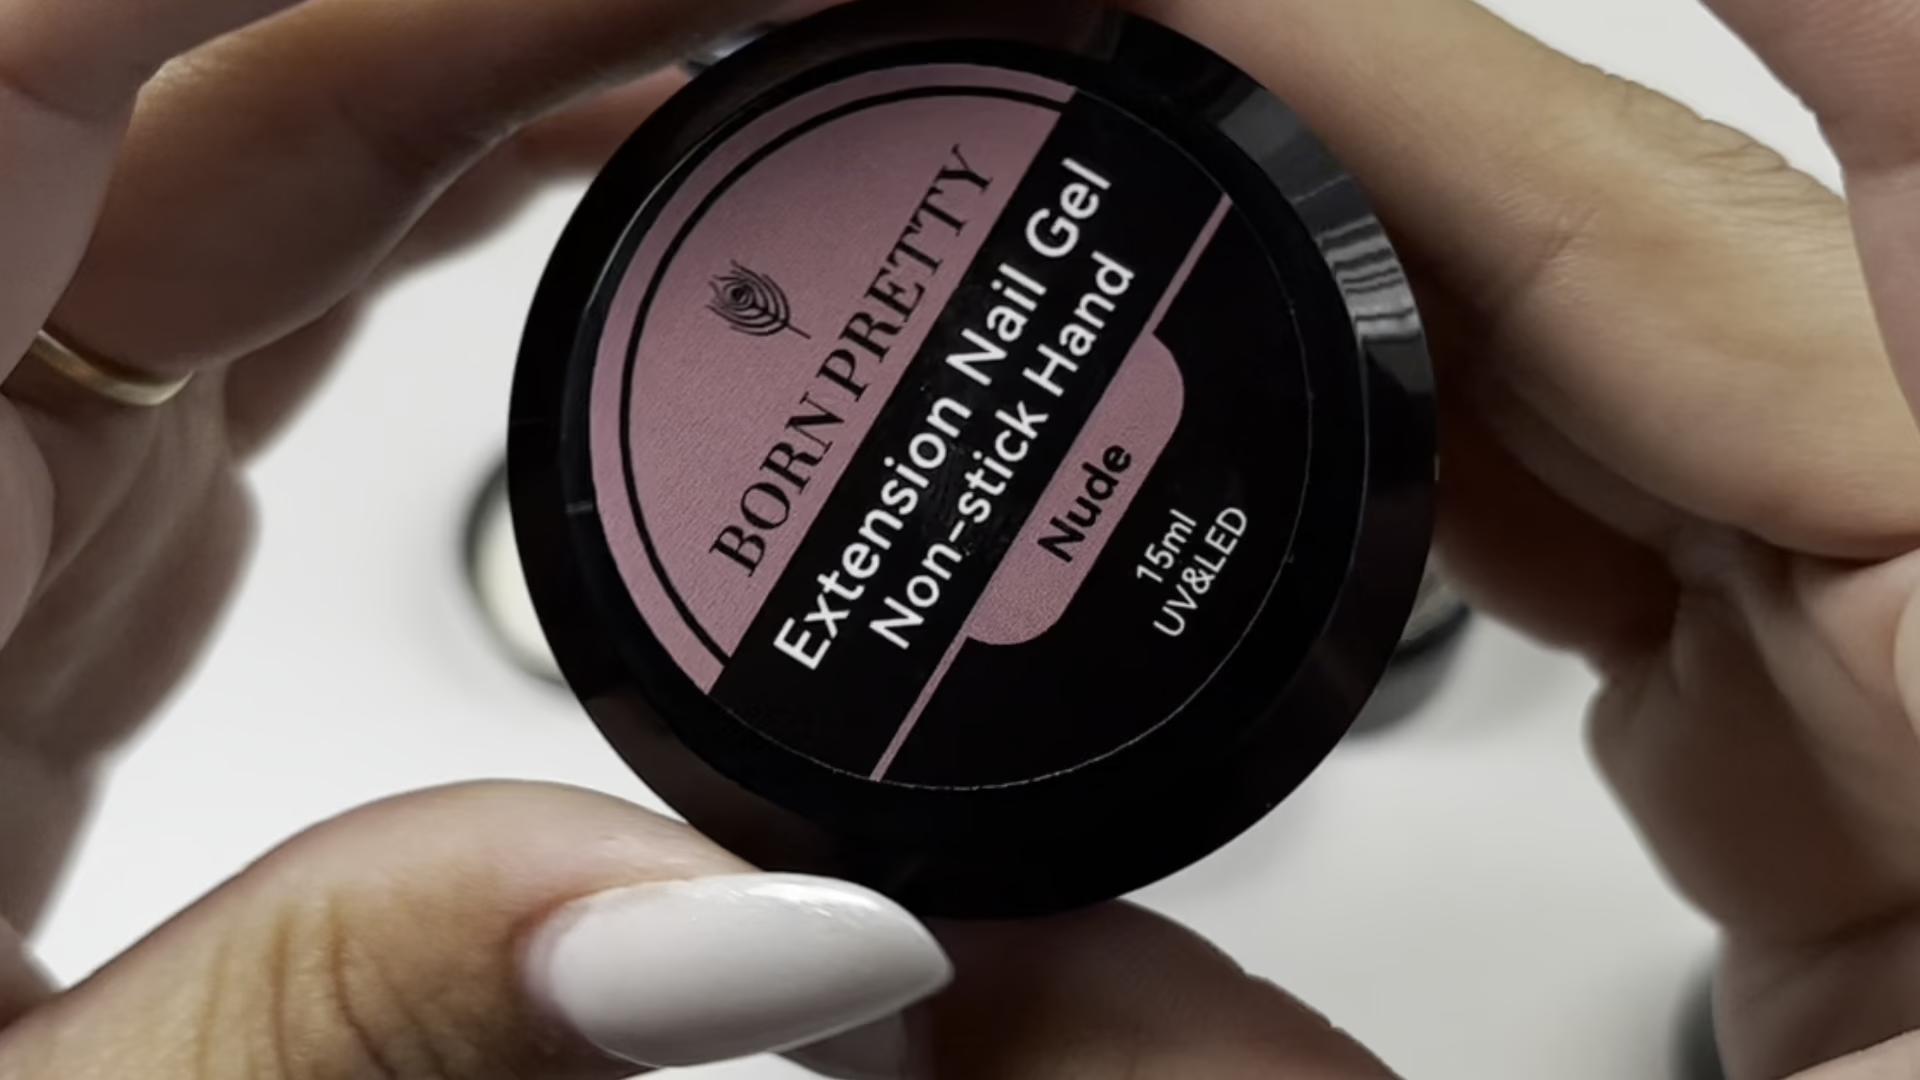 BORN PRETTY
Extension Nail Gel
Non-stick Hand
Nude
15ml
UV&LED